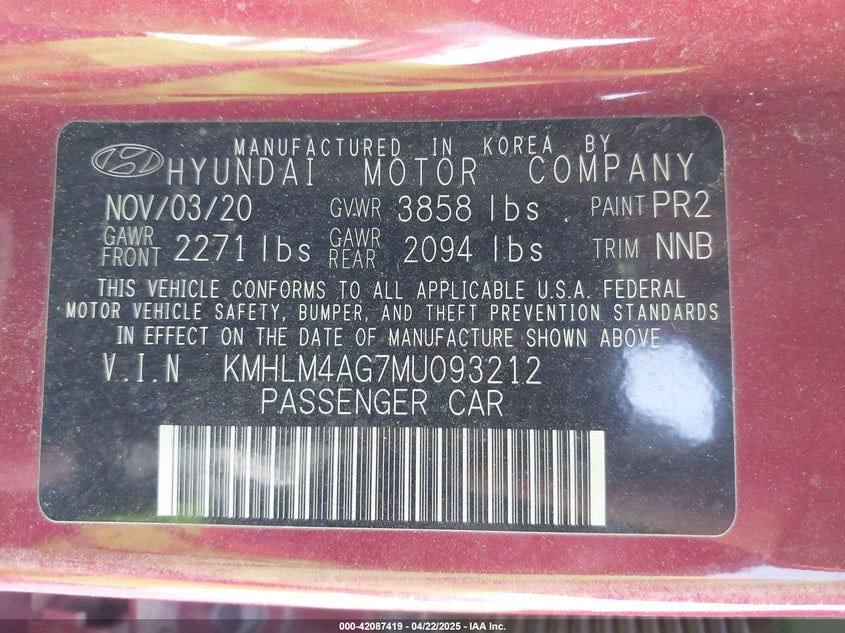 MANUFACTURED IN KOREA BY
HYUNDAI MOTOR COMPANY
NOV/03/20 GVWR 3858 lbs PAINT PR2
GAWR FRONT 2271 lbs GAWR REAR 2094 lbs TRIM NNB
THIS VEHICLE CONFORMS TO ALL APPLICABLE U.S.A. FEDERAL
MOTOR VEHICLE SAFETY, BUMPER, AND THEFT PREVENTION STANDARDS
IN EFFECT ON THE DATE OF MANUFACTURE SHOWN ABOVE
V.I.N KMHLM4AG7MU093212
PASSENGER CAR
000-42087419 - 04/22/2025 - IAA Inc.